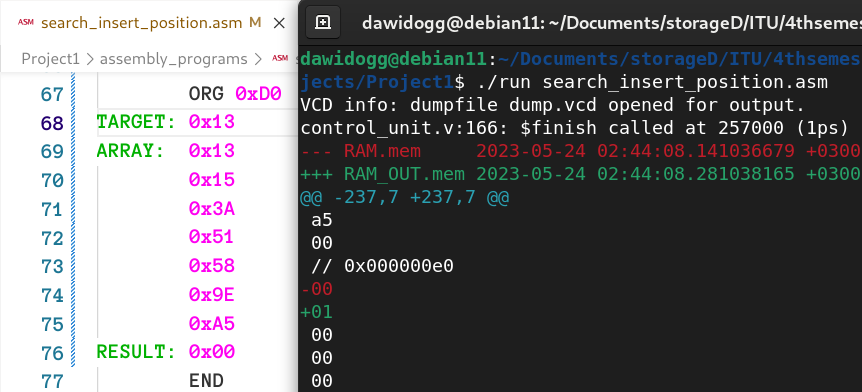 ASM search_insert_position.asm M ×
Project1 > assembly_programs > ASM
67 ORG 0xD0
68 TARGET: 0x13
69 ARRAY: 0x13
70 0x15
71 0x3A
72 0x51
73 0x58
74 0x9E
75 0xA5
76 RESULT: 0x00
77 END
dawidogg@debian11: ~/Documents/storageD/ITU/4thsemes
dawidogg@debian11:~/Documents/storageD/ITU/4thsemes
jects/Project1$ ./run search_insert_position.asm
VCD info: dumpfile dump.vcd opened for output.
control_unit.v:166: $finish called at 257000 (1ps)
--- RAM.mem 2023-05-24 02:44:08.141036679 +0300
+++ RAM_OUT.mem 2023-05-24 02:44:08.281038165 +0300
@@ -237,7 +237,7 @@
a5
00
// 0x000000e0
-00
+01
00
00
00